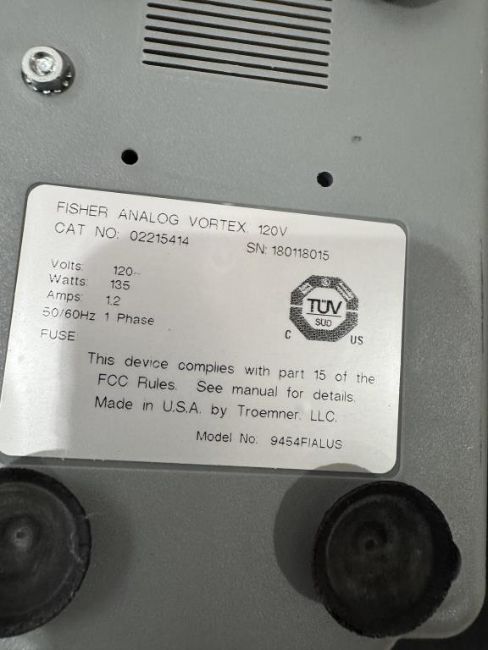 FISHER ANALOG VORTEX, 120V
CAT NO: 02215414
SN: 180118015
Volts: 120~
Watts: 135
Amps: 1.2
50/60Hz 1 Phase
FUSE:
TÜV
SÜD
C US
This device complies with part 15 of the
FCC Rules. See manual for details.
Made in U.S.A. by Troemner, LLC.
Model No: 9454FIALUS